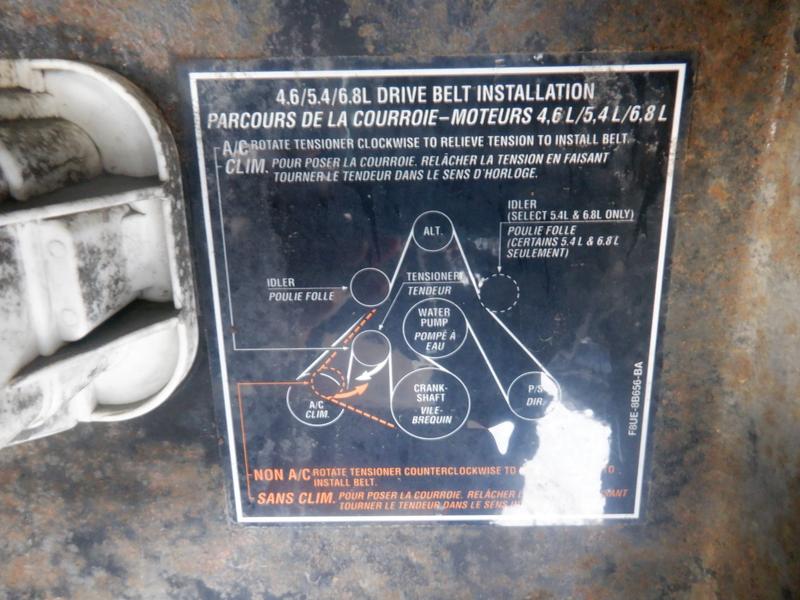 4.6/5.4/6.8L DRIVE BELT INSTALLATION
PARCOURS DE LA COURROIE–MOTEURS 4,6 L/5,4 L/6,8 L
A/C ROTATE TENSIONER CLOCKWISE TO RELIEVE TENSION TO INSTALL BELT.
CLIM. POUR POSER LA COURROIE. RELÂCHER LA TENSION EN FAISANT
TOURNER LE TENDEUR DANS LE SENS D'HORLOGE.
IDLER
(SELECT 5.4L & 6.8L ONLY)
POULIE FOLLE
(CERTAINS 5.4 L & 6.8 L
SEULEMENT)
ALT.
IDLER
POULIE FOLLE
TENSIONER
TENDEUR
WATER
PUMP
POMPÉ À
EAU
A/C
CLIM.
CRANK-
SHAFT
VILE-
BREQUIN
P/S
DIR.
F8UE-8B656-BA
NON A/C ROTATE TENSIONER COUNTERCLOCKWISE TO TO
INSTALL BELT.
SANS CLIM. POUR POSER LA COURROIE. RELÂCHER FAISANT
TOURNER LE TENDEUR DANS LE SENS